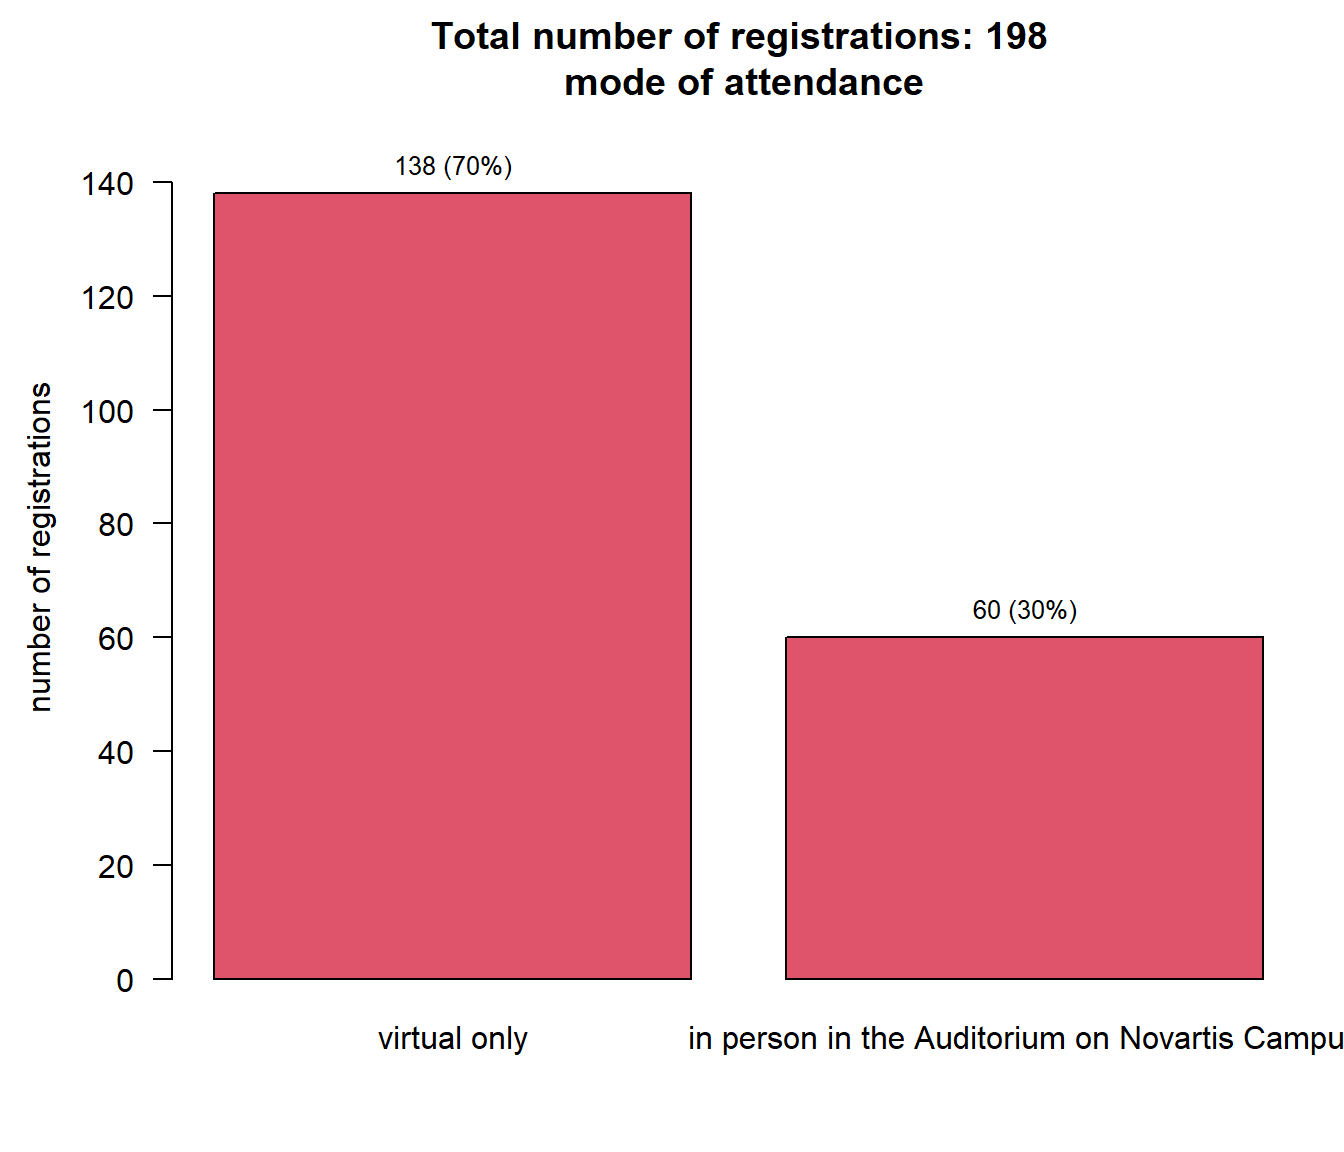 Total number of registrations: 198
mode of attendance
138 (70%)
140
120
100
80
60
40
20
0
number of registrations
60 (30%)
virtual only
in person in the Auditorium on Novartis Campu